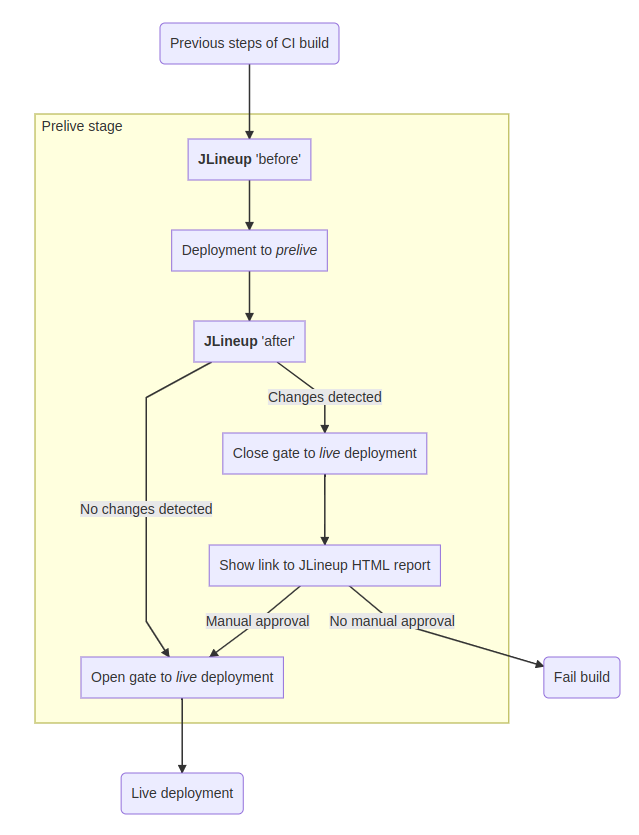 Previous steps of CI build
Prelive stage
JLineup 'before'
Deployment to prelive
JLineup 'after'
Changes detected
Close gate to live deployment
No changes detected
Show link to JLineup HTML report
Manual approval
No manual approval
Open gate to live deployment
Fail build
Live deployment